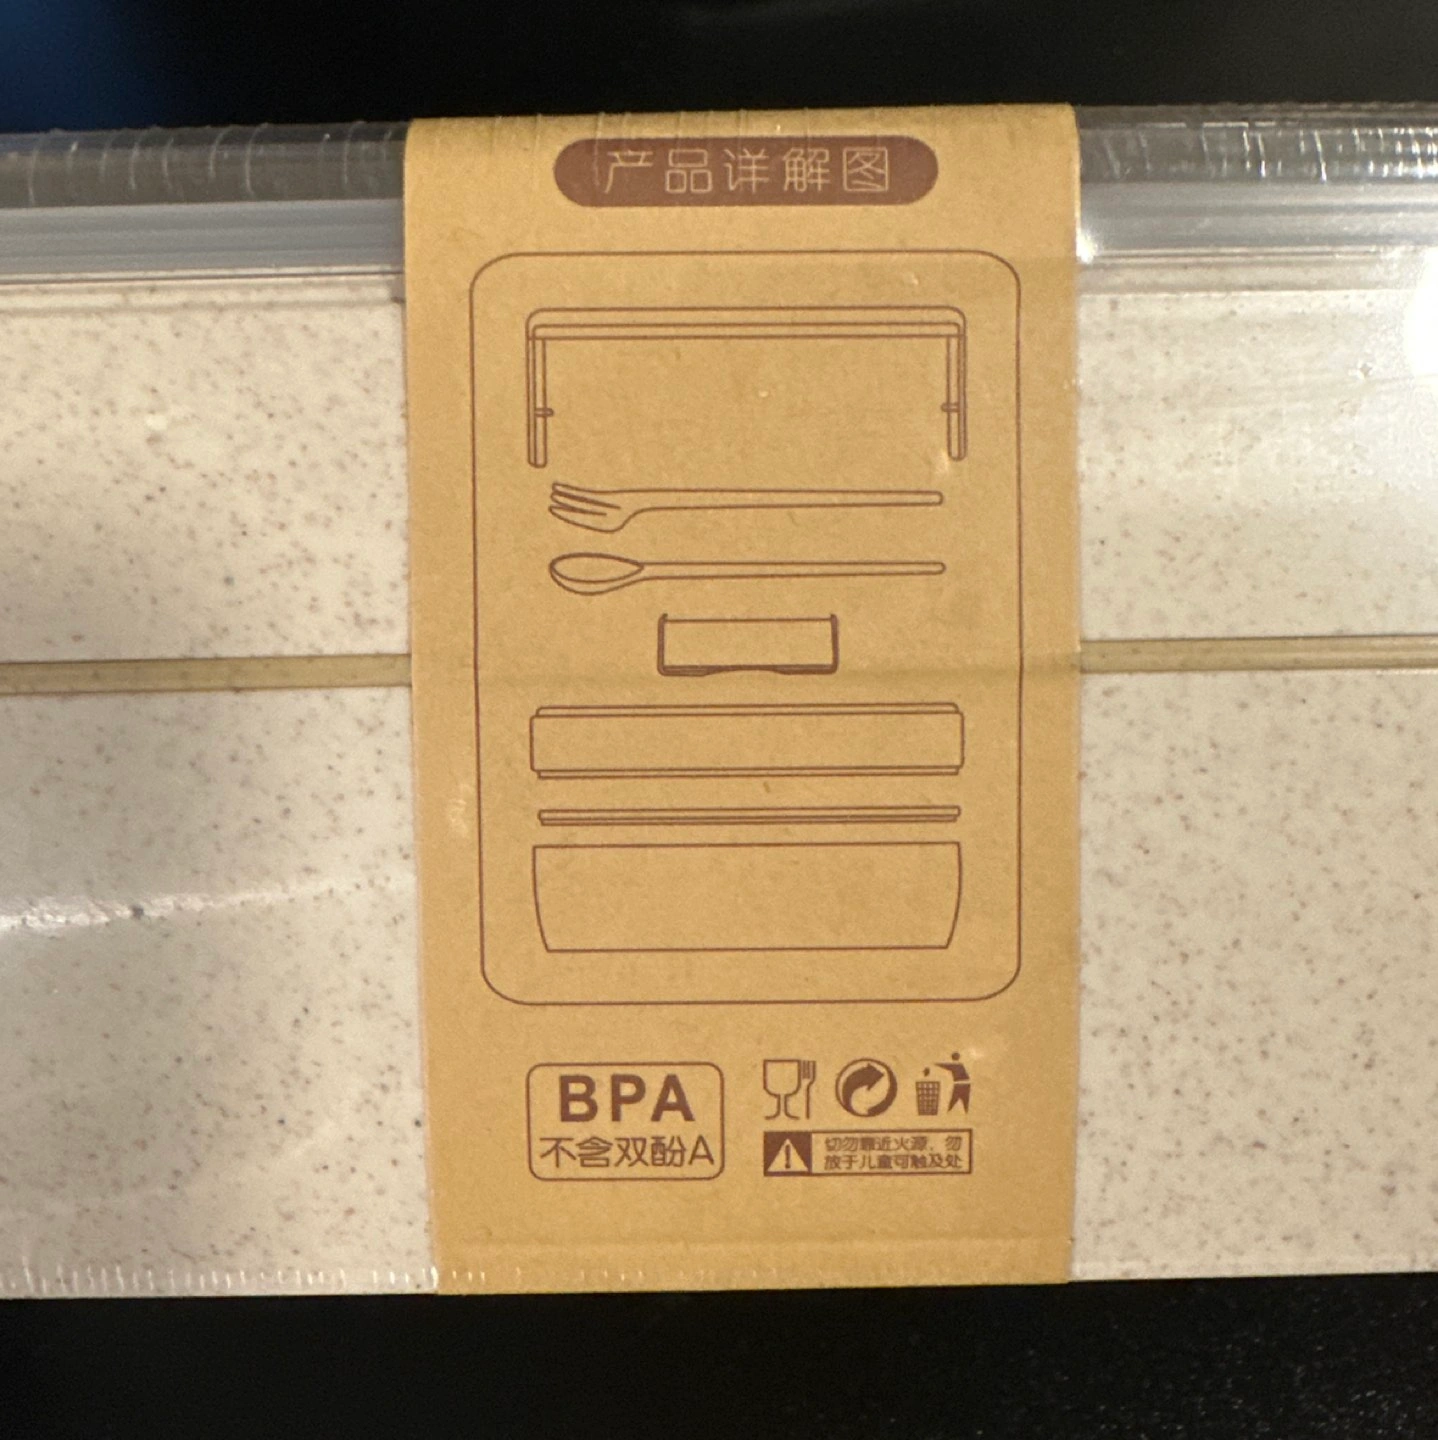 产品详解图
BPA
不含双酚A
切勿靠近火源、勿
放于儿童可触及处